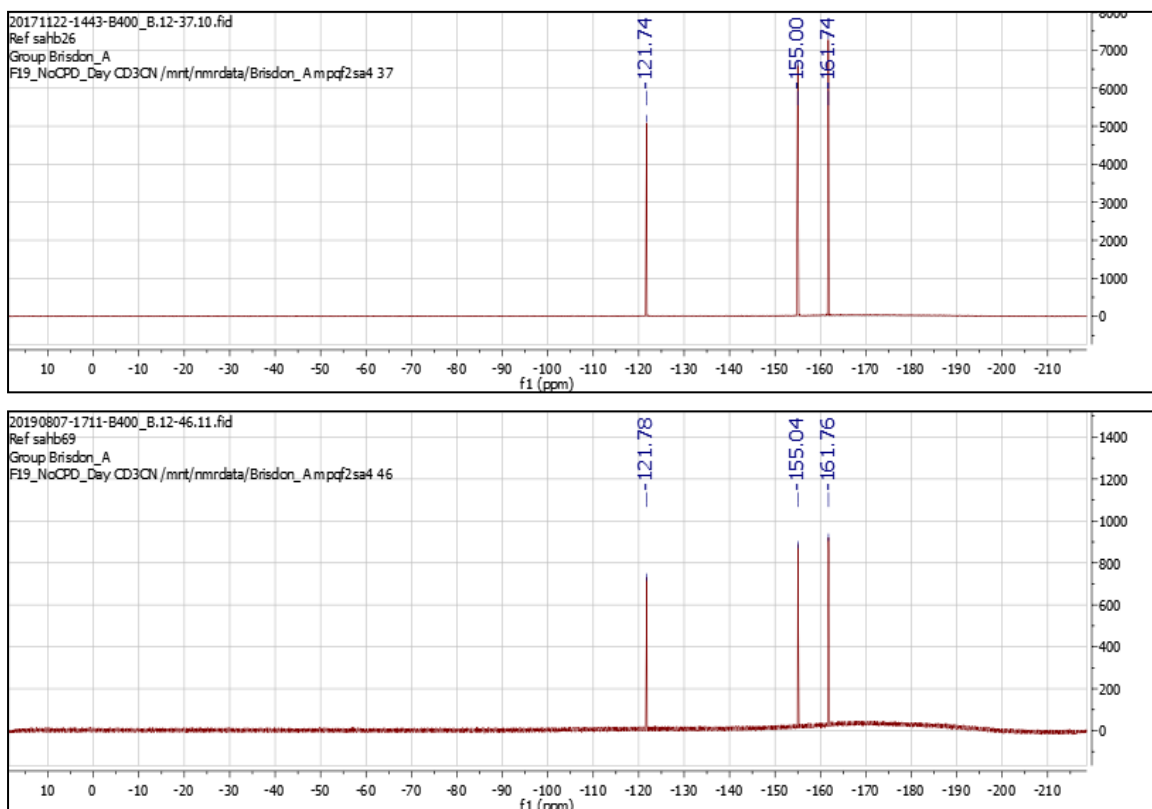 20171122-1443-B400_B.12-37.10.fid
Ref sahb26
Group Brisdon_A
F19_NoCPD_Day CD3CN /mnt/nmrdata/Brisdon_A mpqf2sa4 37
-121.74
-155.00
-161.74
8000
7000
6000
5000
4000
3000
2000
1000
0
10 0 -10 -20 -30 -40 -50 -60 -70 -80 -90 -100 -110 -120 -130 -140 -150 -160 -170 -180 -190 -200 -210
f1 (ppm)
20190807-1711-B400_B.12-46.11.fid
Ref sahb69
Group Brisdon_A
F19_NoCPD_Day CD3CN /mnt/nmrdata/Brisdon_A mpqf2sa4 46
-121.78
-155.04
-161.76
1400
1200
1000
800
600
400
200
0
10 0 -10 -20 -30 -40 -50 -60 -70 -80 -90 -100 -110 -120 -130 -140 -150 -160 -170 -180 -190 -200 -210
f1 (ppm)